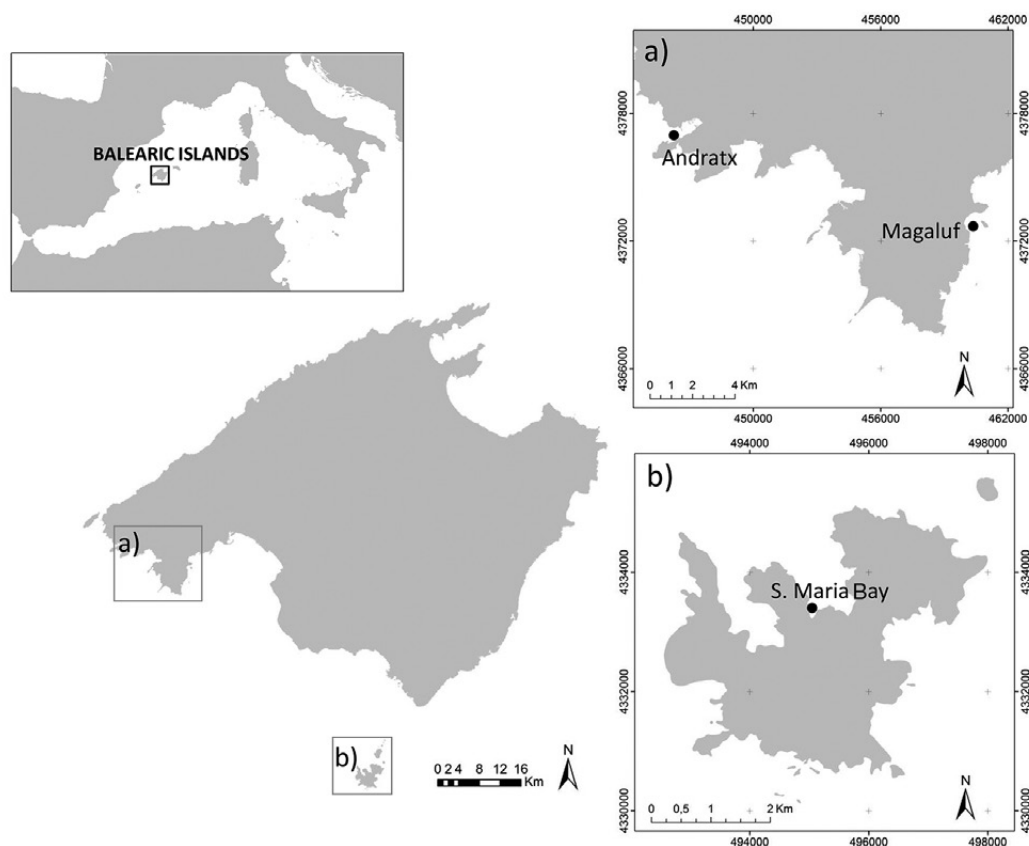 BALEARIC ISLANDS
a)
b)
0 2 4 8 12 16
Km
N
a)
450000 456000 462000
4378000 4378000
4372000 4372000
4366000 4366000
Andratx
Magaluf
N
0 1 2 4 Km
450000 456000 462000
494000 496000 498000
b)
4334000 4334000
4332000 4332000
4330000 4330000
S. Maria Bay
N
0 0,5 1 2 Km
494000 496000 498000